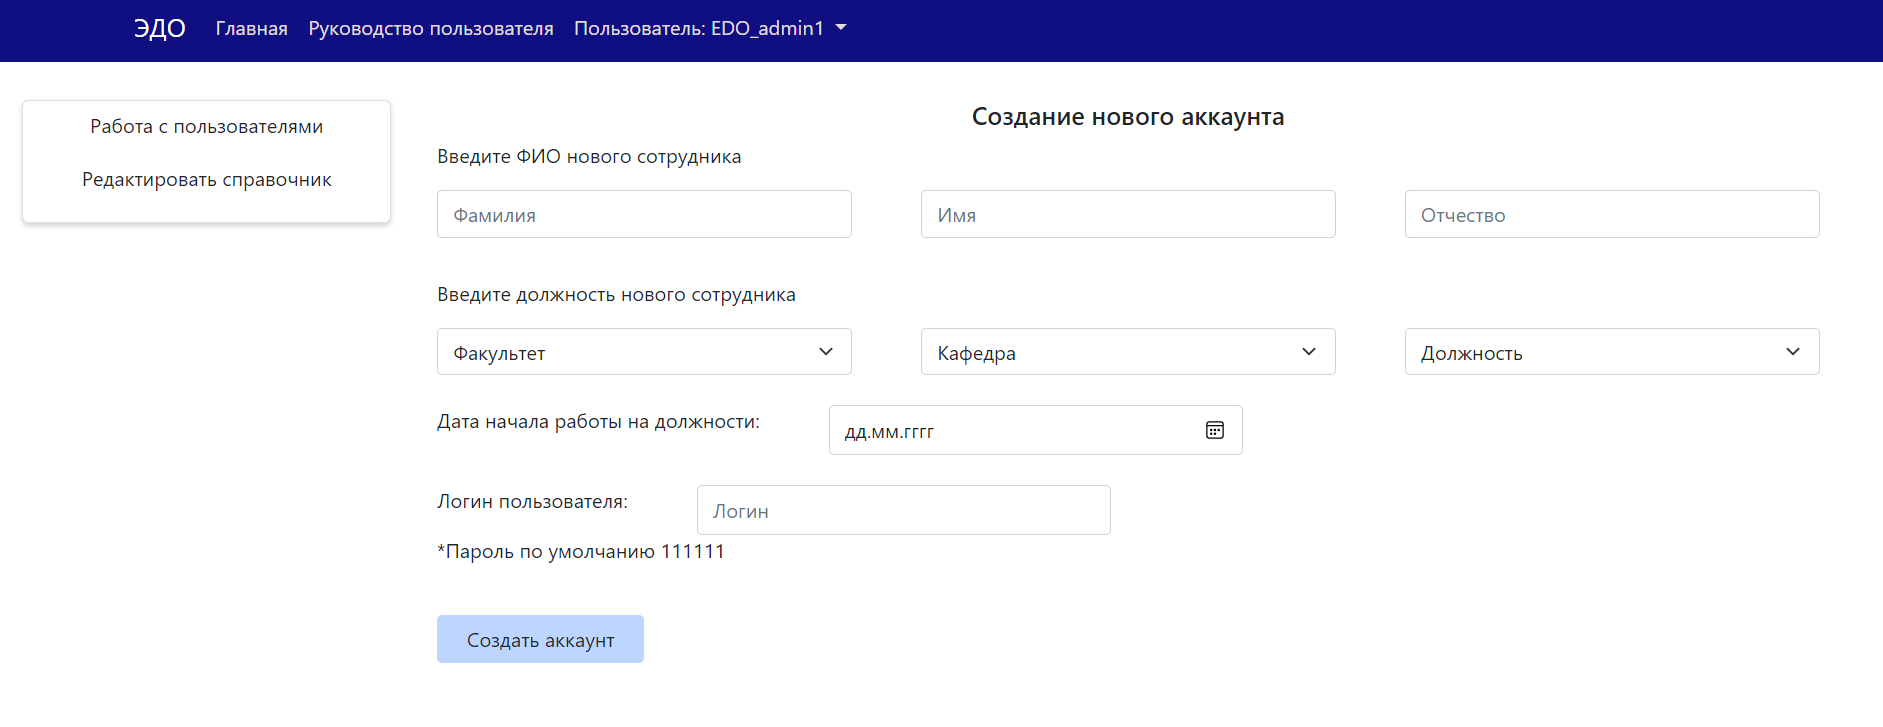 ЭДО Главная Руководство пользователя Пользователь: EDO_admin1
Работа с пользователями
Редактировать справочник
Создание нового аккаунта
Введите ФИО нового сотрудника
Фамилия Имя Отчество
Введите должность нового сотрудника
Факультет Кафедра Должность
Дата начала работы на должности: дд.мм.гггг
Логин пользователя: Логин
*Пароль по умолчанию 111111
Создать аккаунт